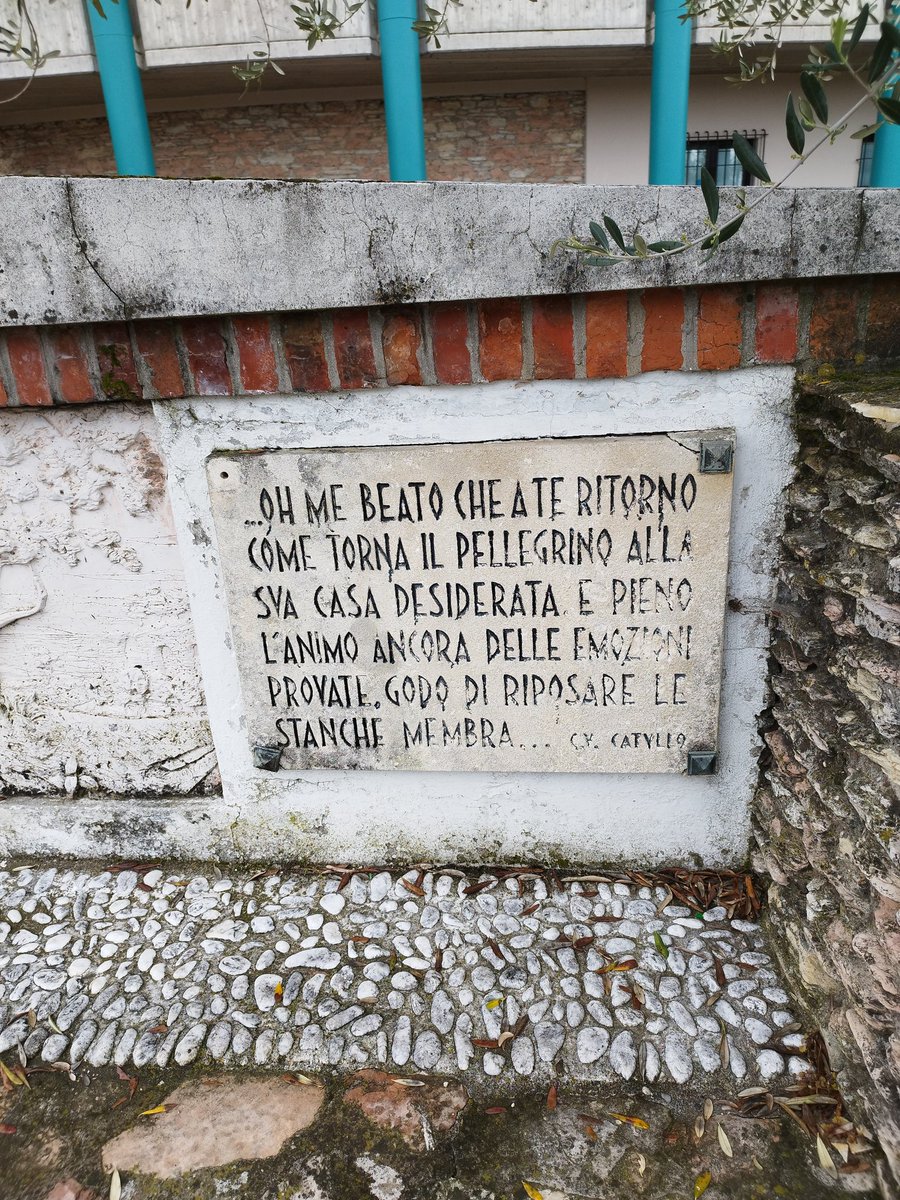 ...OH ME BEATO CHE A TE RITORNO
COME TORNA IL PELLEGRINO ALLA
SVA CASA DESIDERATA. E PIENO
L'ANIMO ANCORA DELLE EMOZIONI
PROVATE, GODO DI RIPOSARE LE
STANCHE MEMBRA... C.V. CATVLLO